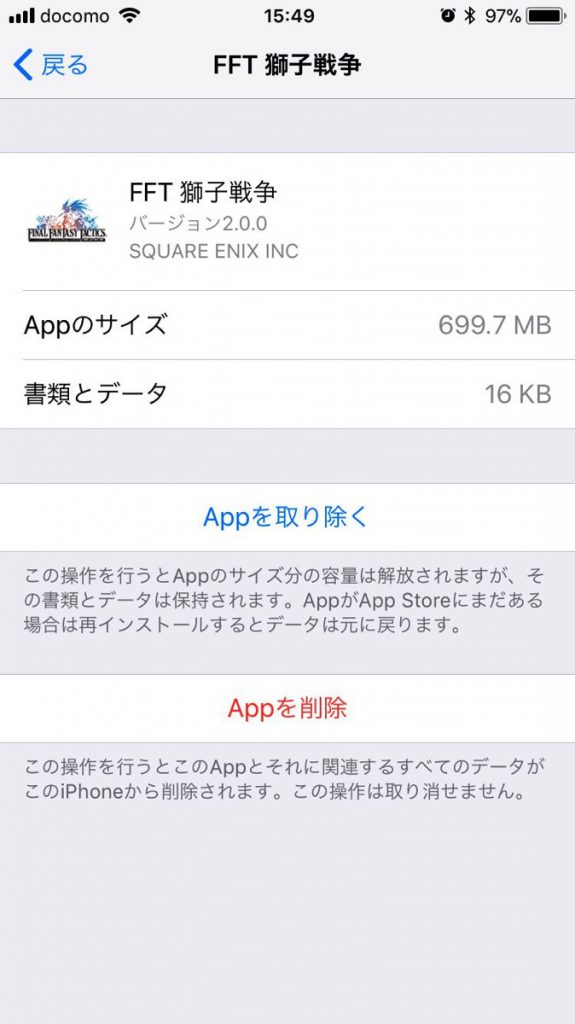 docomo 15:49 97%
戻る FFT 獅子戦争
FINAL FANTASY TACTICS
FFT 獅子戦争
バージョン2.0.0
SQUARE ENIX INC
Appのサイズ 699.7 MB
書類とデータ 16 KB
Appを取り除く
この操作を行うとAppのサイズ分の容量は解放されますが、そ
の書類とデータは保持されます。AppがApp Storeにまだある
場合は再インストールするとデータは元に戻ります。
Appを削除
この操作を行うとこのAppとそれに関連するすべてのデータが
このiPhoneから削除されます。この操作は取り消せません。